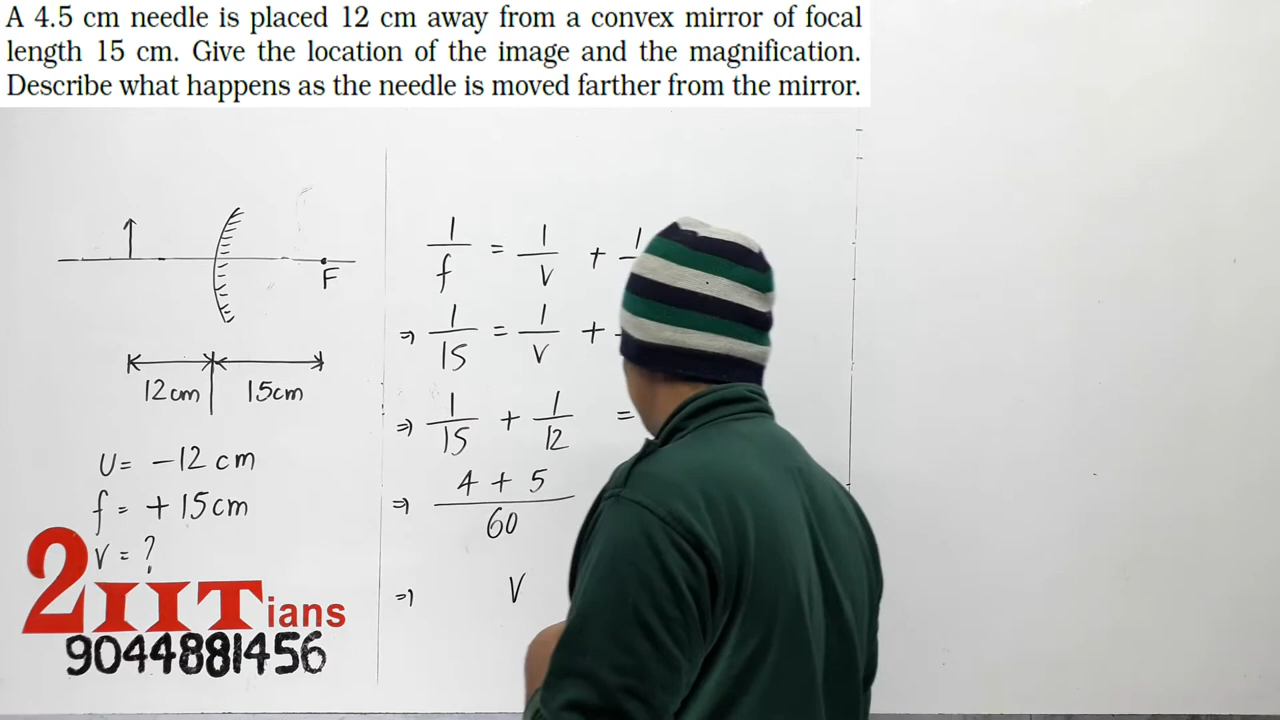 A 4.5 cm needle is placed 12 cm away from a convex mirror of focal
length 15 cm. Give the location of the image and the magnification.
Describe what happens as the needle is moved farther from the mirror.
F
12cm 15cm
U = -12 cm
f = +15cm
V = ?
2IITians
9044881456
1/f = 1/v + 1
⇒ 1/15 = 1/v +
⇒ 1/15 + 1/12 =
⇒ 4 + 5 / 60
⇒ V